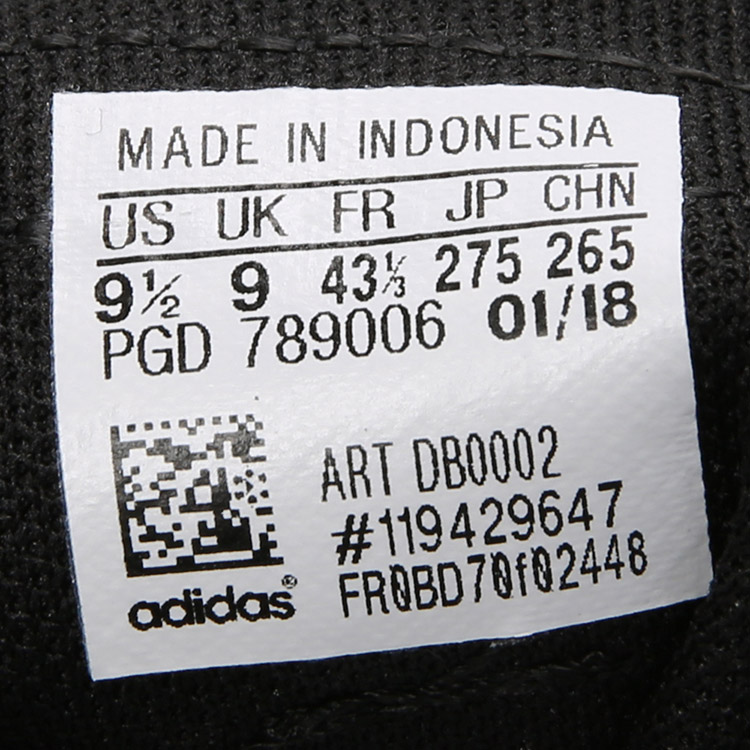 MADE IN INDONESIA
US UK FR JP CHN
9½ 9 43⅓ 275 265
PGD 789006 01/18
ART DB0002
#119429647
FR0BD70f02448
adidas®